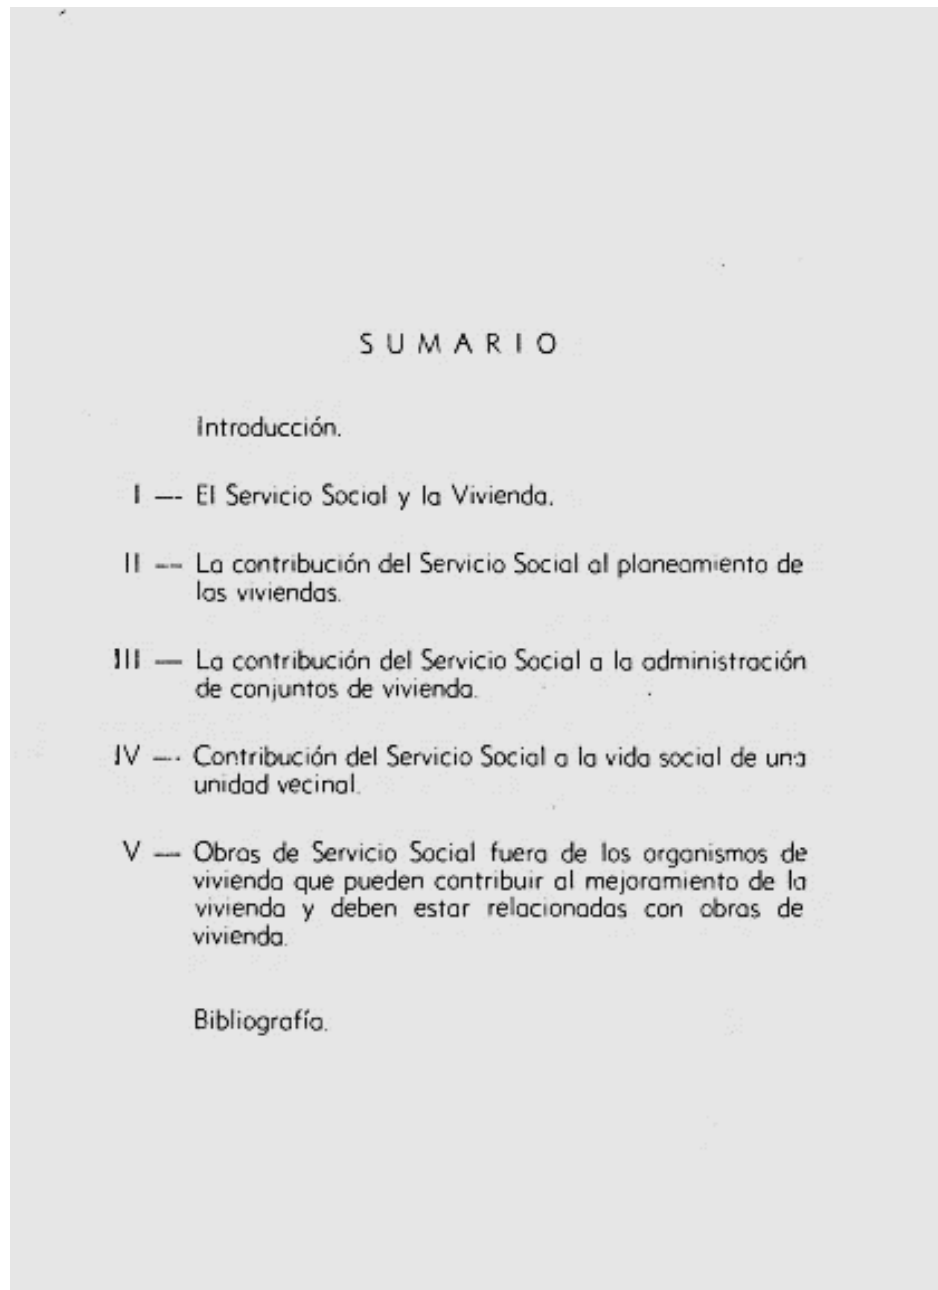 SUMARIO
Introducción.
I — El Servicio Social y la Vivienda.
II — La contribución del Servicio Social al planeamiento de
las viviendas.
III — La contribución del Servicio Social a la administración
de conjuntos de vivienda.
IV — Contribución del Servicio Social a la vida social de una
unidad vecinal.
V — Obras de Servicio Social fuera de los organismos de
vivienda que pueden contribuir al mejoramiento de la
vivienda y deben estar relacionadas con obras de
vivienda.
Bibliografía.